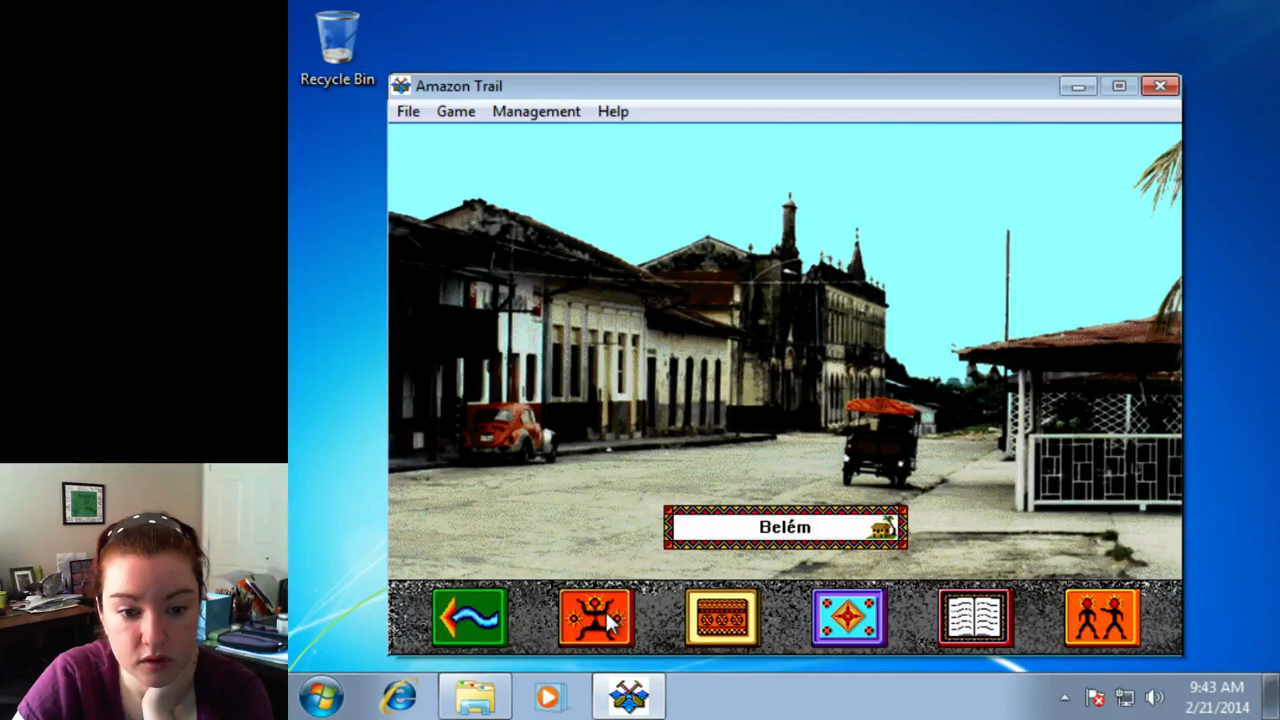 Recycle Bin
Amazon Trail
File Game Management Help
Belém
9:43 AM
2/21/2014